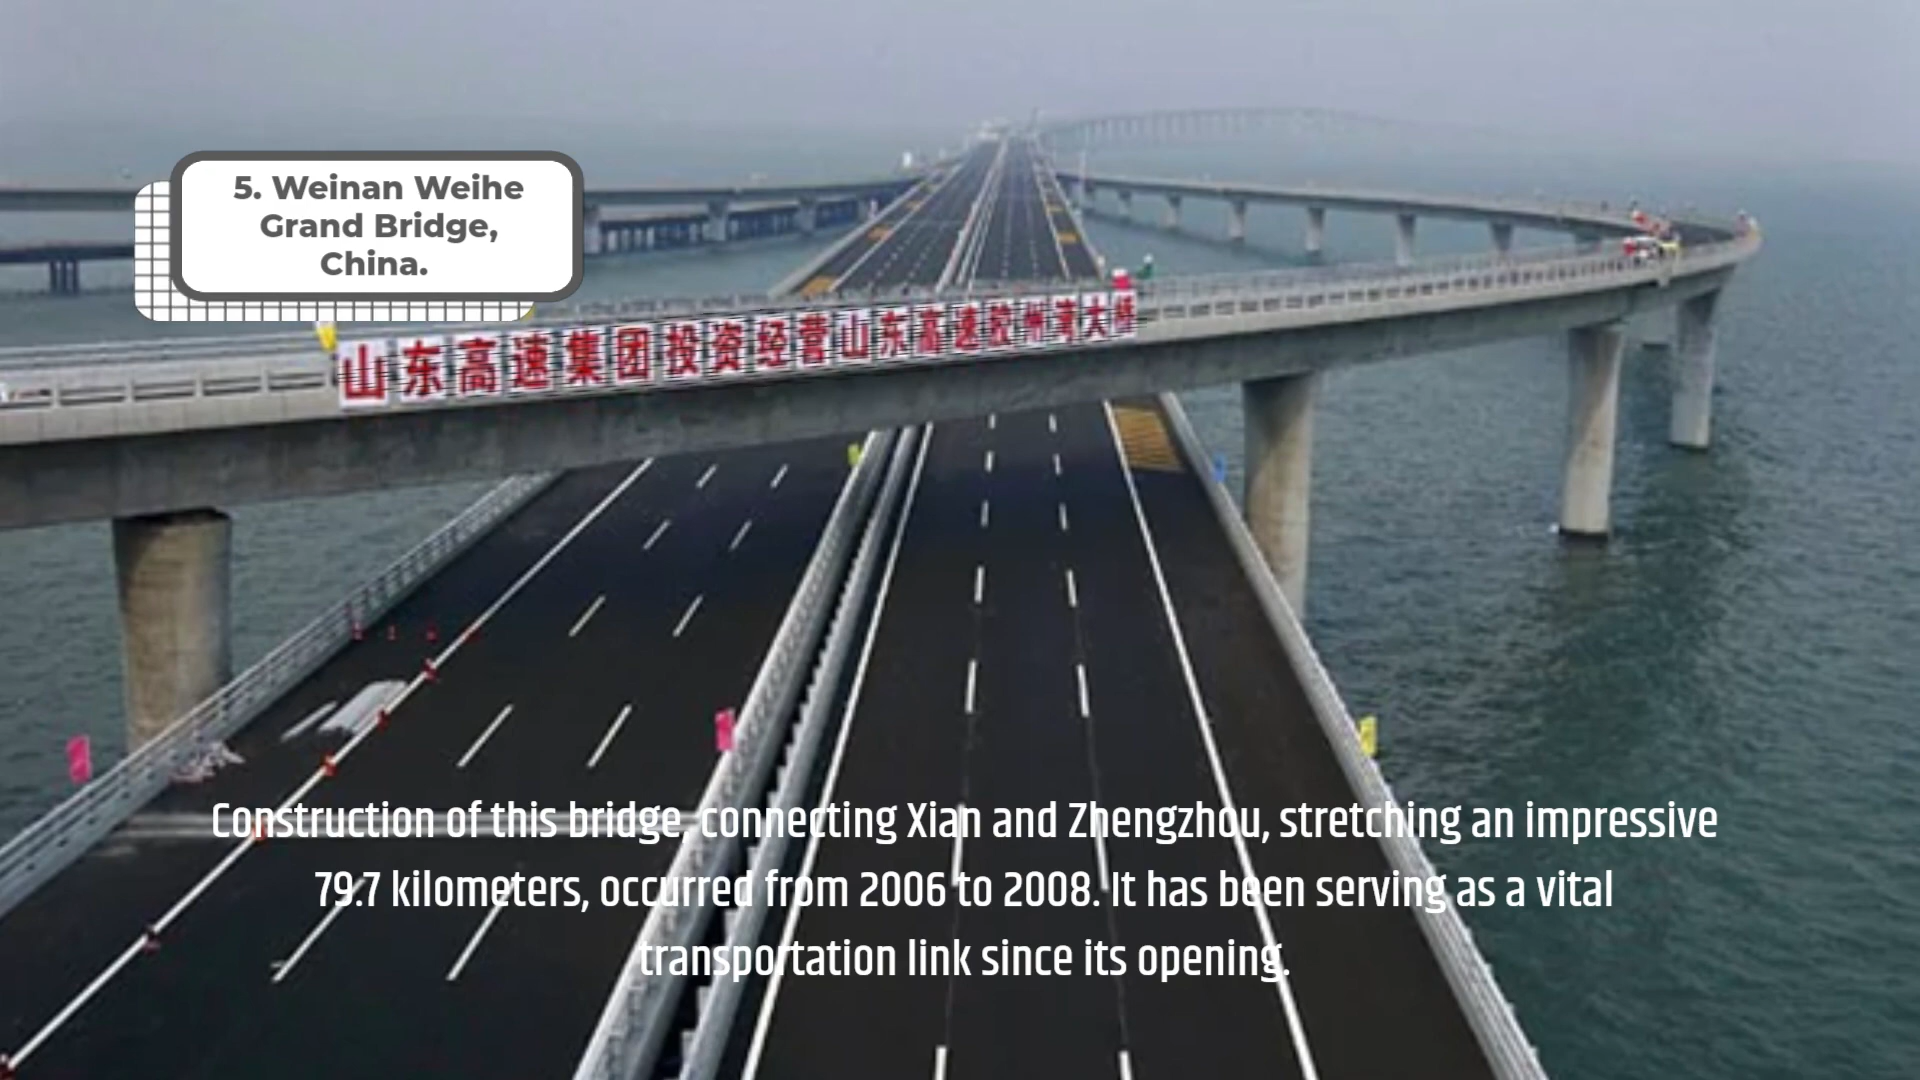 5. Weinan Weihe
Grand Bridge,
China.
山东高速集团投资经营山东高速胶州湾大桥
Construction of this bridge, connecting Xian and Zhengzhou, stretching an impressive
79.7 kilometers, occurred from 2006 to 2008. It has been serving as a vital
transportation link since its opening.